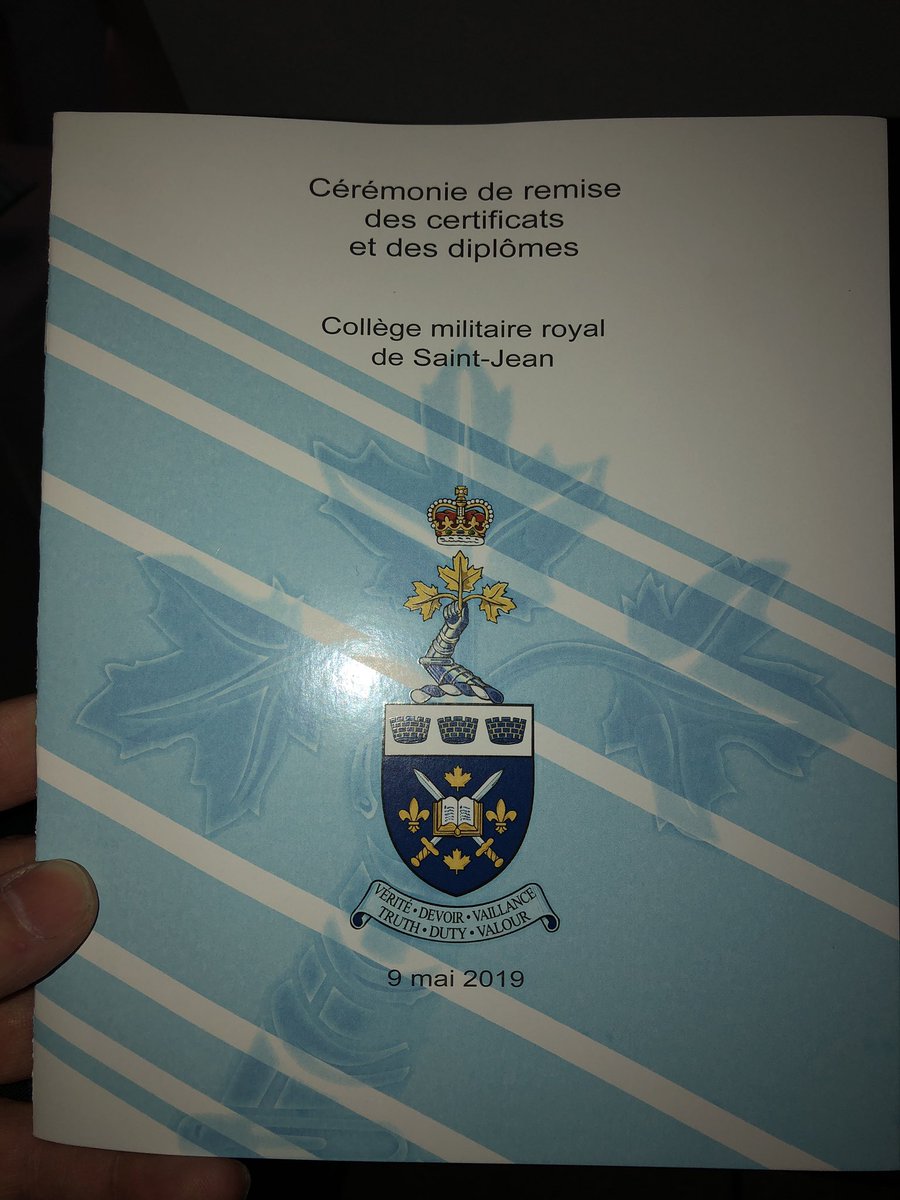 Cérémonie de remise
des certificats
et des diplômes
Collège militaire royal
de Saint-Jean
VÉRITÉ • DEVOIR • VAILLANCE
TRUTH • DUTY • VALOUR
9 mai 2019